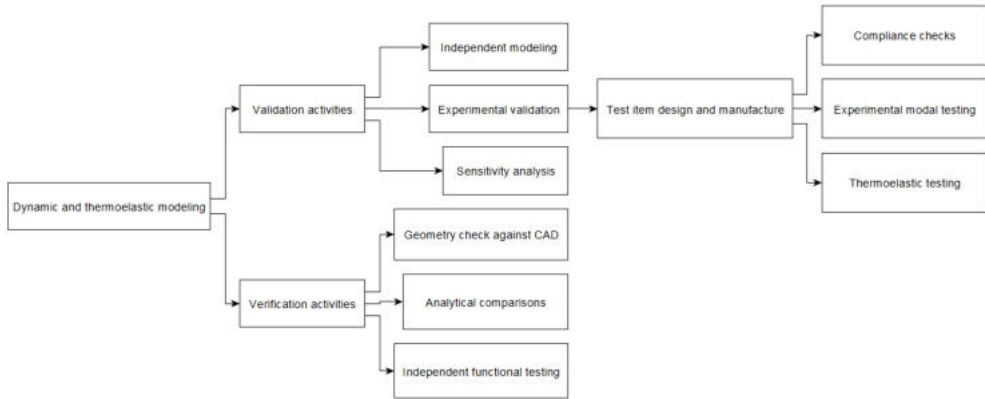 Dynamic and thermoelastic modeling
Validation activities
Independent modeling
Experimental validation
Sensitivity analysis
Test item design and manufacture
Compliance checks
Experimental modal testing
Thermoelastic testing
Verification activities
Geometry check against CAD
Analytical comparisons
Independent functional testing